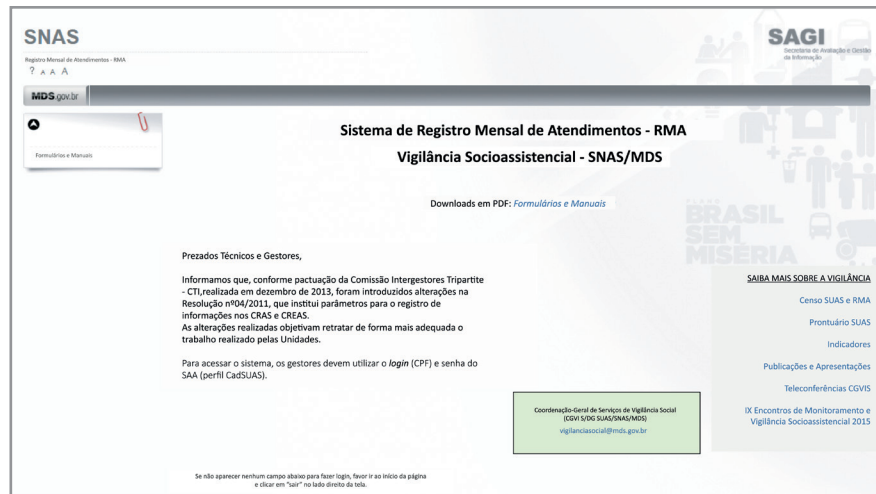 SNAS
SAGI
Secretaria de Avaliação e Gestão
da Informação
Registro Mensal de Atendimentos - RMA
? A A A
MDS.gov.br
Formulários e Manuais
Sistema de Registro Mensal de Atendimentos - RMA
Vigilância Socioassistencial - SNAS/MDS
Downloads em PDF: Formulários e Manuais
PLANO
BRASIL
SEM
MISÉRIA
Prezados Técnicos e Gestores,
Informamos que, conforme pactuação da Comissão Intergestores Tripartite
- CTI,realizada em dezembro de 2013, foram introduzidos alterações na
Resolução nº04/2011, que institui parâmetros para o registro de
informações nos CRAS e CREAS.
As alterações realizadas objetivam retratar de forma mais adequada o
trabalho realizado pelas Unidades.
Para acessar o sistema, os gestores devem utilizar o login (CPF) e senha do
SAA (perfil CadSUAS).
SAIBA MAIS SOBRE A VIGILÂNCIA
Censo SUAS e RMA
Prontuário SUAS
Indicadores
Publicações e Apresentações
Teleconferências CGVIS
IX Encontros de Monitoramento e
Vigilância Socioassistencial 2015
Coordenação-Geral de Serviços de Vigilância Social
(CGVI S/DG SUAS/SNAS/MDS)
vigilanciasocial@mds.gov.br
Se não aparecer nenhum campo abaixo para fazer login, favor ir ao início da página
e clicar em "sair" no lado direito da tela.